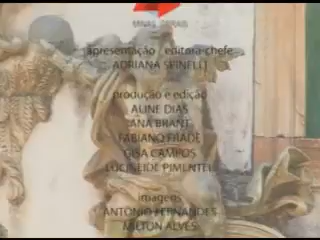 MINAS GERAIS
apresentação editora-chefe
ADRIANA SPINELLI
produção e edição
ALINE DIAS
ANA BRANT
FABIANO FRADE
GISA CAMPOS
LUCINEIDE PIMENTEL
imagens
ANTONIO FERNANDES
MILTON ALVES